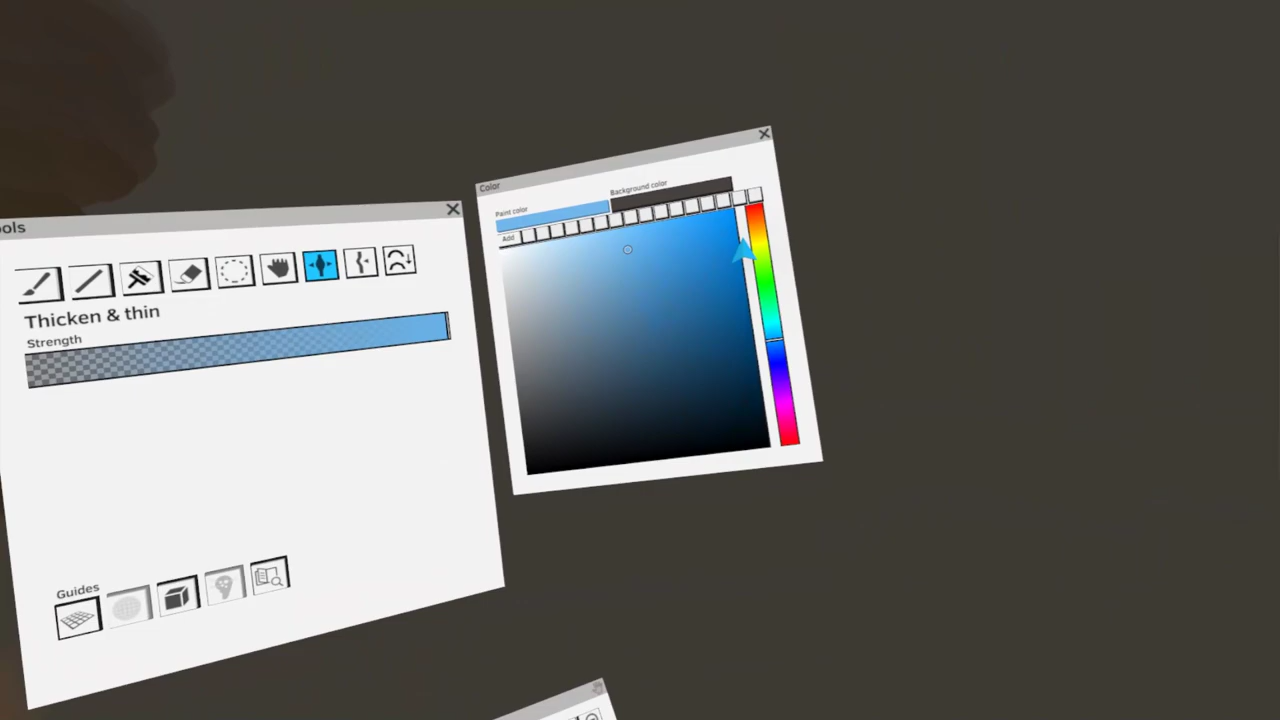 ools
Thicken & thin
Strength
Guides
Color
Paint color
Background color
Add